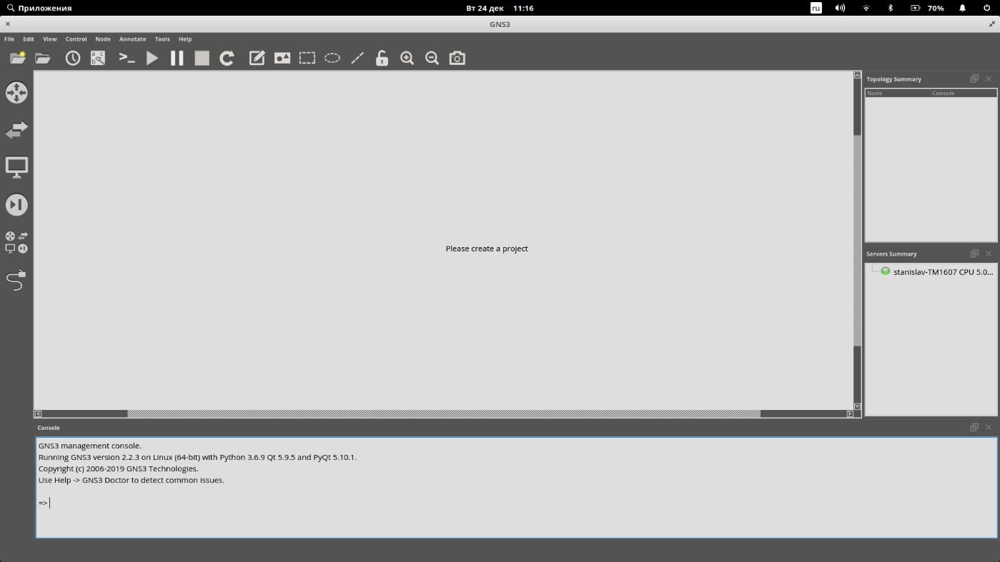 Приложения
Вт 24 дек 11:16
ru
70%
GNS3
File Edit View Control Node Annotate Tools Help
Topology Summary
Node Console
Please create a project
Servers Summary
stanislav-TM1607 CPU 5.0...
Console
GNS3 management console.
Running GNS3 version 2.2.3 on Linux (64-bit) with Python 3.6.9 Qt 5.9.5 and PyQt 5.10.1.
Copyright (c) 2006-2019 GNS3 Technologies.
Use Help -> GNS3 Doctor to detect common issues.
=>